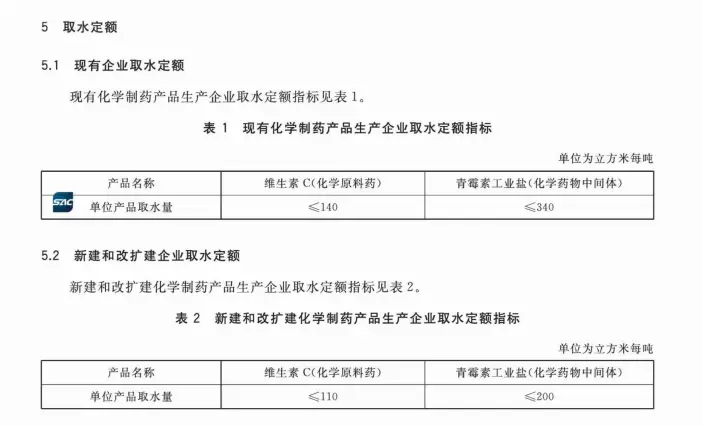 5 取水定额
5.1 现有企业取水定额
现有化学制药产品生产企业取水定额指标见表 1。
表 1 现有化学制药产品生产企业取水定额指标
单位为立方米每吨
产品名称 维生素 C(化学原料药) 青霉素工业盐(化学药物中间体)
SAC
单位产品取水量 ≤140 ≤340
5.2 新建和改扩建企业取水定额
新建和改扩建化学制药产品生产企业取水定额指标见表 2。
表 2 新建和改扩建化学制药产品生产企业取水定额指标
单位为立方米每吨
产品名称 维生素 C(化学原料药) 青霉素工业盐(化学药物中间体)
单位产品取水量 ≤110 ≤200